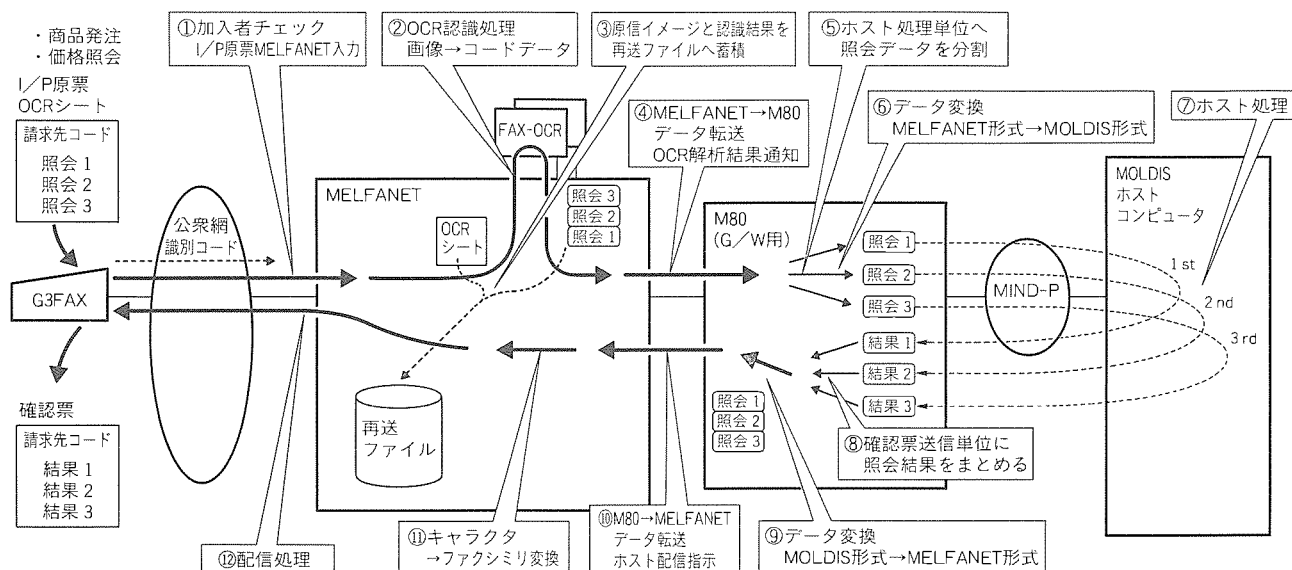 ・商品発注
・価格照会
I／P原票
OCRシート
請求先コード
照会 1
照会 2
照会 3
G3FAX
確認票
請求先コード
結果 1
結果 2
結果 3
公衆網
識別コード
①加入者チェック
I／P原票MELFANET入力
②OCR認識処理
画像→コードデータ
③原信イメージと認識結果を
再送ファイルへ蓄積
④MELFANET→M80
データ転送
OCR解析結果通知
⑤ホスト処理単位へ
照会データを分割
⑥データ変換
MELFANET形式→MOLDIS形式
⑦ホスト処理
FAX-OCR
MELFANET
OCR
シート
照会 3
照会 2
照会 1
再送
ファイル
M80
(G／W用)
照会 1
照会 2
照会 3
結果 1
結果 2
結果 3
照会 1
照会 2
照会 3
MIND-P
MOLDIS
ホスト
コンピュータ
1 st
2 nd
3 rd
⑧確認票送信単位に
照会結果をまとめる
⑨データ変換
MOLDIS形式→MELFANET形式
⑩M80→MELFANET
データ転送
ホスト配信指示
⑪キャラクタ
→ファクシミリ変換
⑫配信処理